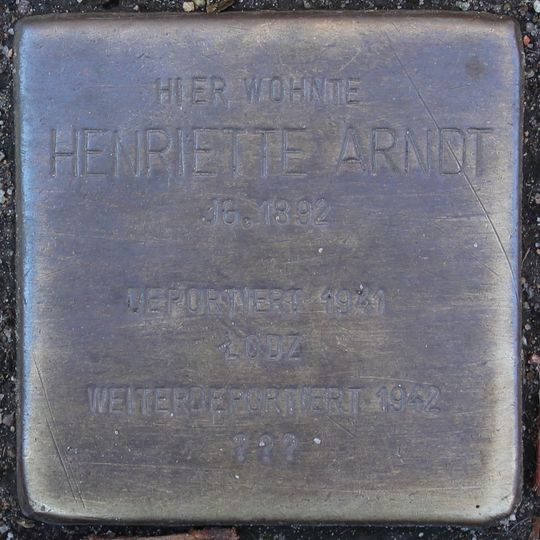 HIER WOHNTE
HENRIETTE ARNDT
JG. 1892
DEPORTIERT 1941
LODZ
WEITERDEPORTIERT 1942
? ? ?